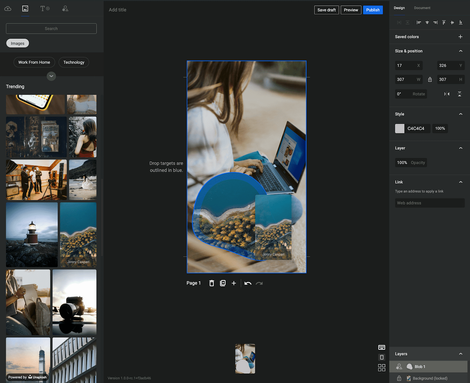 Add title
Save draft
Preview
Publish
Design
Document
Search
Images
Work From Home
Technology
Trending
Powered by Unsplash
Drop targets are
outlined in blue.
Page 1
Saved colors
Size & position
17
X
326
307
W
307
0°
Rotate
Style
C4C4C4
100%
Layer
100%
Opacity
Link
Type an address to apply a link
Web address
Layers
Blob 1
Background (locked)